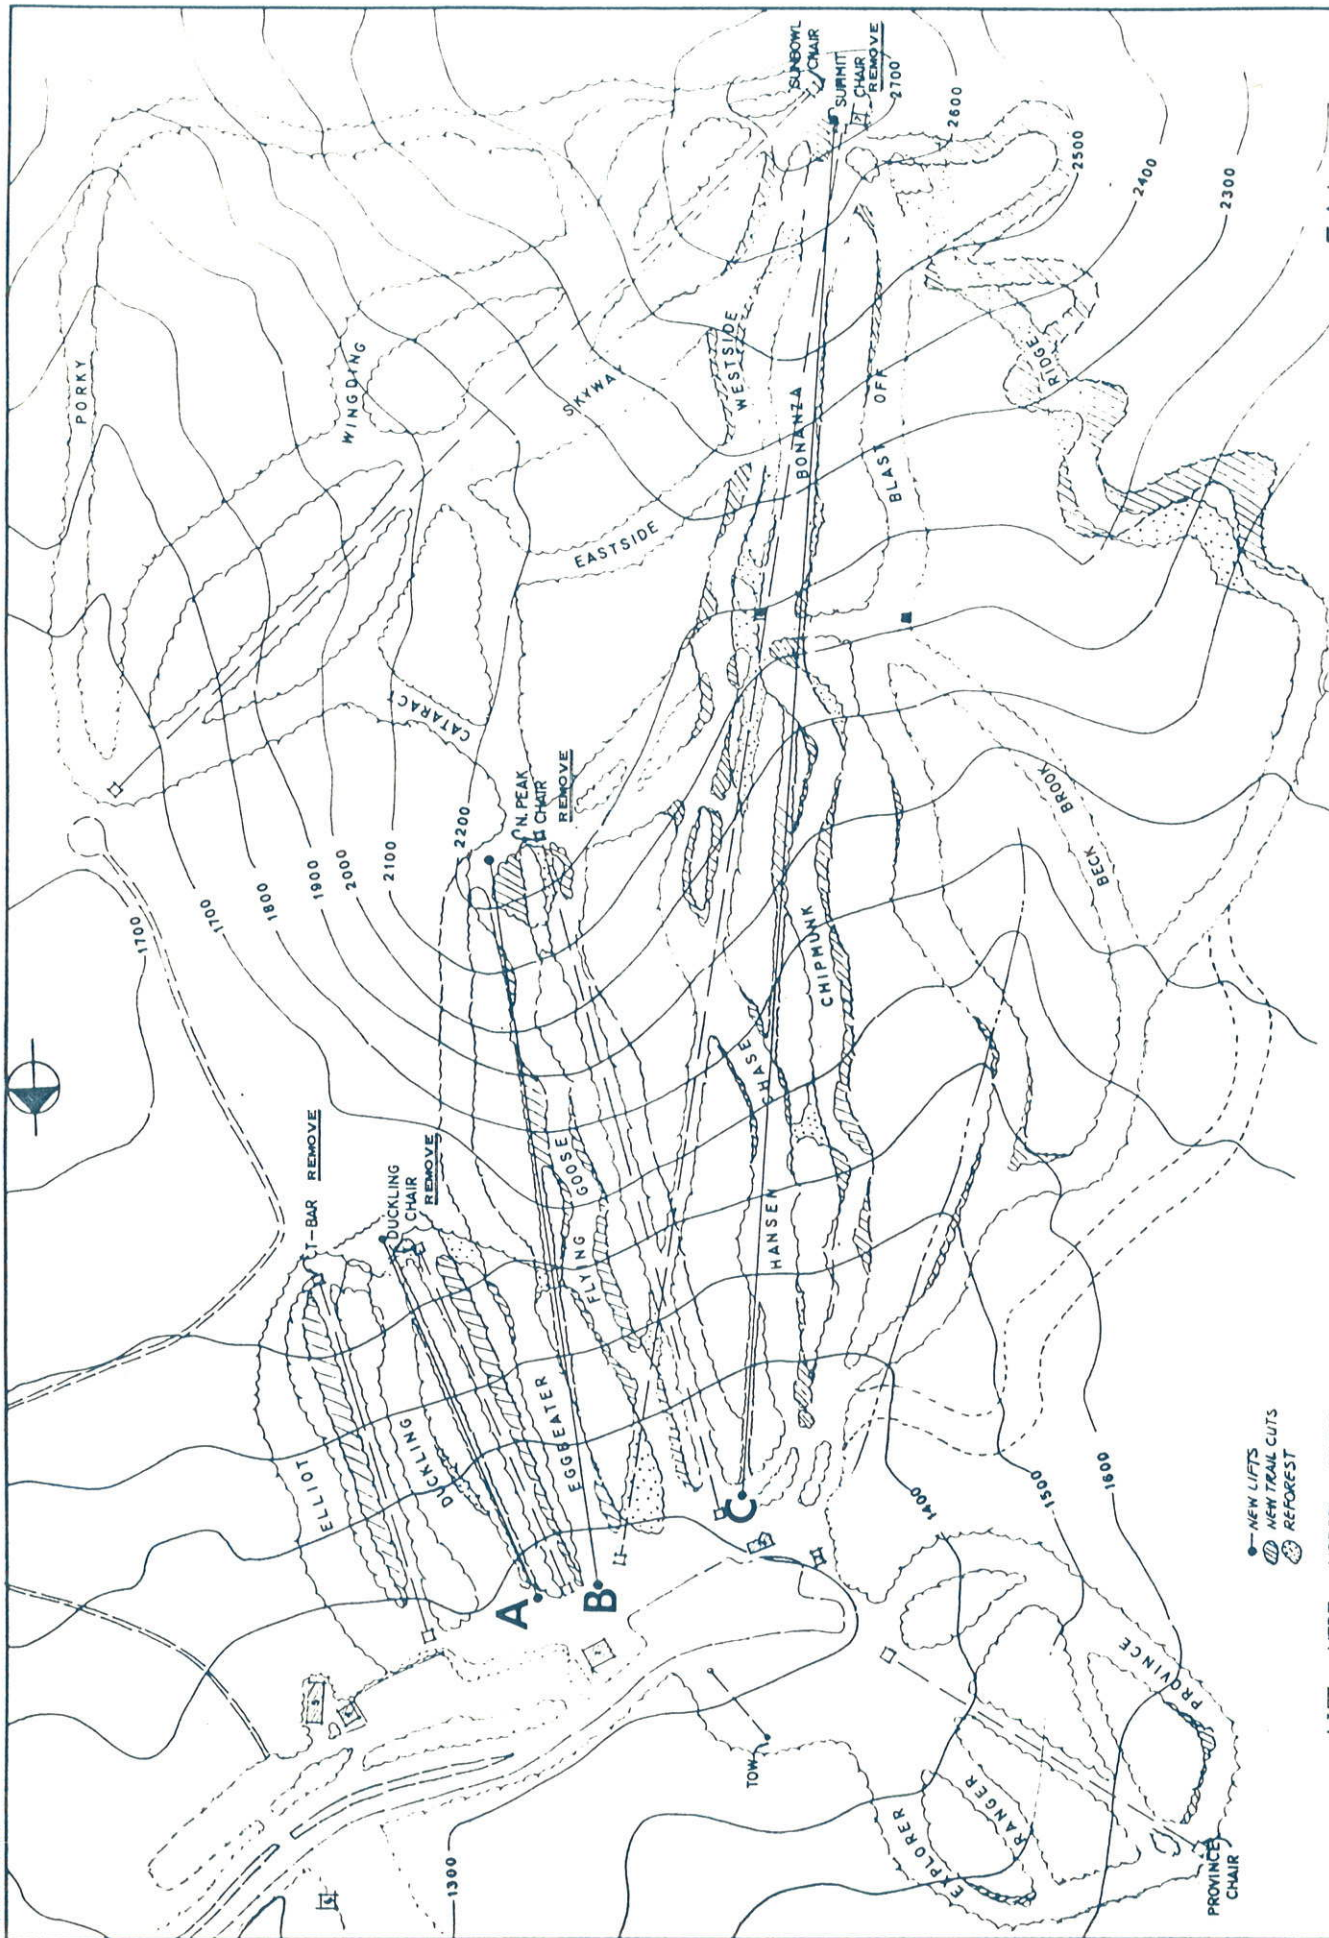 SUNBOWL
CHAIR
SUMMIT
CHAIR
REMOVE
2700
2600
2500
2400
2300
PORKY
WINGDING
SKYWAY
WESTSIDE
BONANZA
OFF
BLAST
RIDGE
EASTSIDE
CATARACT
N. PEAK
CHAIR
REMOVE
2200
2100
2000
1900
1800
1700
1700
BECK BROOK
CHIPMUNK
CHASE
HANSEN
FLYING GOOSE
T-BAR REMOVE
DUCKLING
CHAIR
REMOVE
ELLIOT
DUCKLING
EGGBEATER
A
B
C
1400
1500
1600
1300
TOW
EXPLORER
RANGER
PROVINCE
PROVINCE
CHAIR
NEW LIFTS
NEW TRAIL CUTS
REFOREST